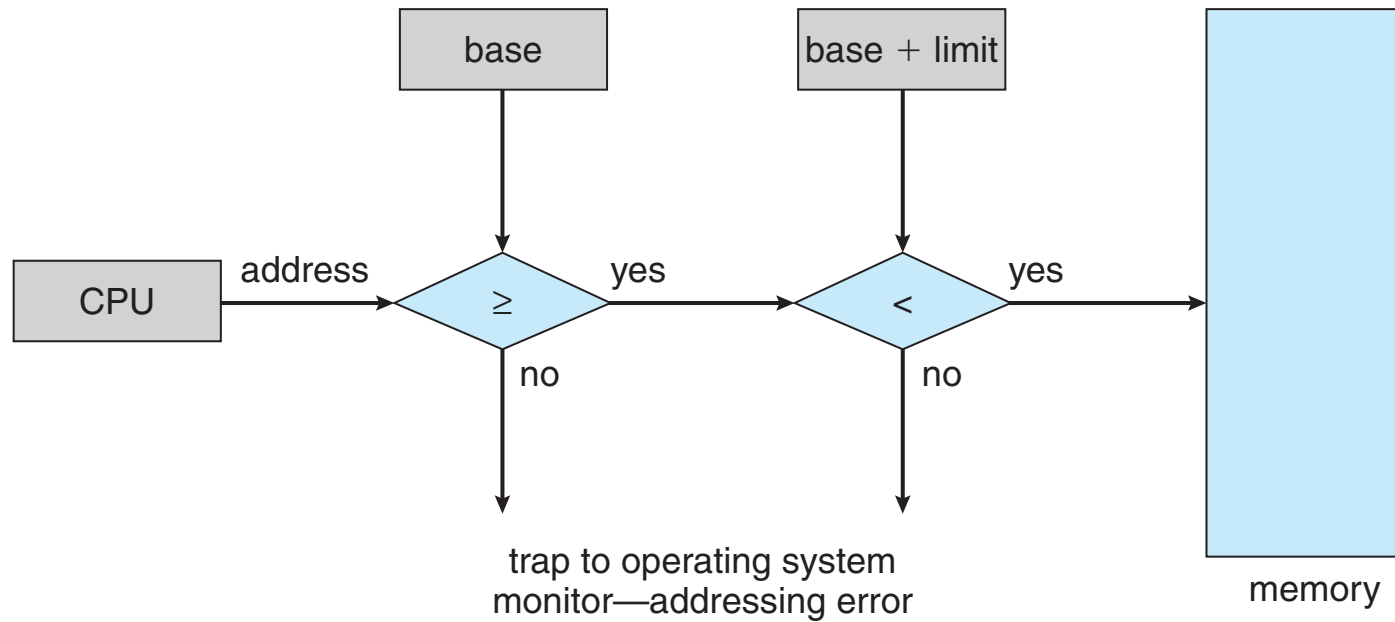 base
base + limit
CPU
address
≥
yes
<
yes
no
no
trap to operating system
monitor—addressing error
memory